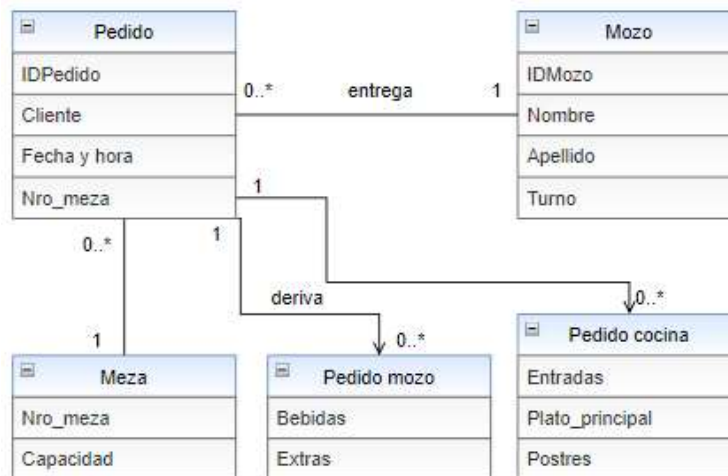 Pedido
IDPedido
Cliente
Fecha y hora
Nro_meza
Mozo
IDMozo
Nombre
Apellido
Turno
0..* entrega 1
1
0..*
1
deriva
0..*
1
0..*
Meza
Nro_meza
Capacidad
Pedido mozo
Bebidas
Extras
Pedido cocina
Entradas
Plato_principal
Postres